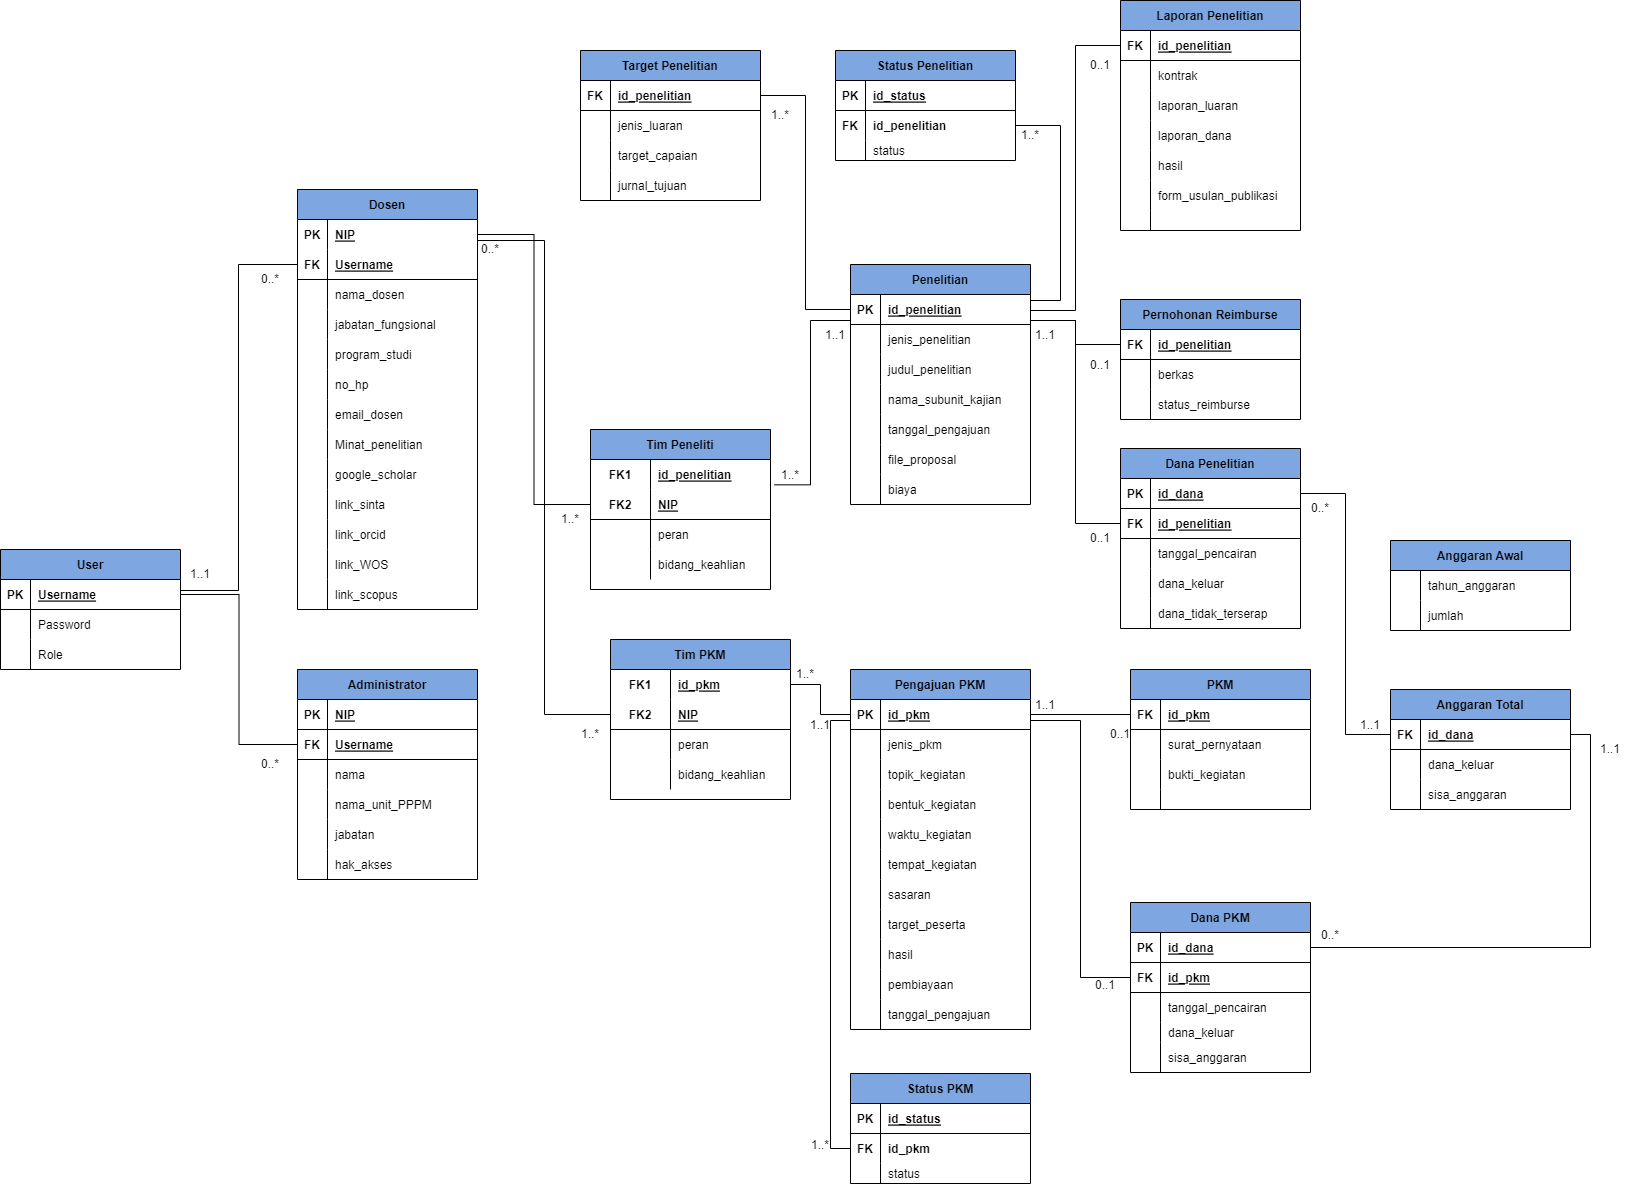 Laporan Penelitian
FK id_penelitian
kontrak
laporan_luaran
laporan_dana
hasil
form_usulan_publikasi
0..1
Target Penelitian
FK id_penelitian
jenis_luaran
target_capaian
jurnal_tujuan
1..*
Status Penelitian
PK id_status
FK id_penelitian
status
1..*
Dosen
PK NIP
FK Username
nama_dosen
jabatan_fungsional
program_studi
no_hp
email_dosen
Minat_penelitian
google_scholar
link_sinta
link_orcid
link_WOS
link_scopus
0..*
0..*
Penelitian
PK id_penelitian
jenis_penelitian
judul_penelitian
nama_subunit_kajian
tanggal_pengajuan
file_proposal
biaya
1..1
1..1
Pernohonan Reimburse
FK id_penelitian
berkas
status_reimburse
0..1
Tim Peneliti
FK1 id_penelitian
FK2 NIP
peran
bidang_keahlian
1..*
1..*
Dana Penelitian
PK id_dana
FK id_penelitian
tanggal_pencairan
dana_keluar
dana_tidak_terserap
0..*
0..1
Anggaran Awal
tahun_anggaran
jumlah
User
PK Username
Password
Role
1..1
Administrator
PK NIP
FK Username
nama
nama_unit_PPPM
jabatan
hak_akses
0..*
Tim PKM
FK1 id_pkm
FK2 NIP
peran
bidang_keahlian
1..*
1..*
Pengajuan PKM
PK id_pkm
jenis_pkm
topik_kegiatan
bentuk_kegiatan
waktu_kegiatan
tempat_kegiatan
sasaran
target_peserta
hasil
pembiayaan
tanggal_pengajuan
1..1
1..1
PKM
FK id_pkm
surat_pernyataan
bukti_kegiatan
0..1
Anggaran Total
FK id_dana
dana_keluar
sisa_anggaran
1..1
1..1
Dana PKM
PK id_dana
FK id_pkm
tanggal_pencairan
dana_keluar
sisa_anggaran
0..*
0..1
Status PKM
PK id_status
FK id_pkm
status
1..*